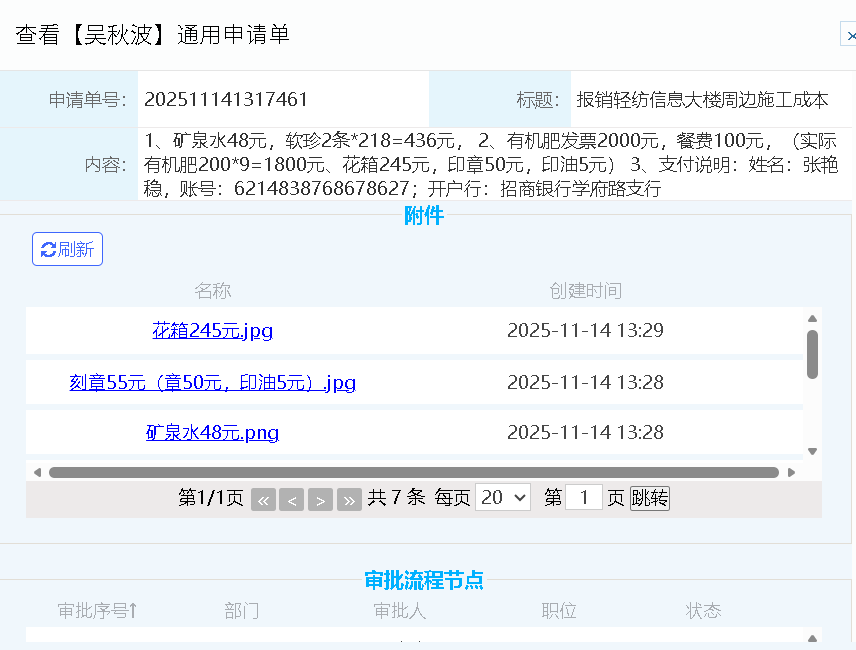 查看【吴秋波】通用申请单
申请单号： 202511141317461 标题： 报销轻纺信息大楼周边施工成本
内容： 1、矿泉水48元，软珍2条*218=436元， 2、有机肥发票2000元，餐费100元，（实际
有机肥200*9=1800元、花箱245元，印章50元，印油5元） 3、支付说明：姓名：张艳
稳，账号：6214838768678627；开户行：招商银行学府路支行
附件
刷新
名称 创建时间
花箱245元.jpg 2025-11-14 13:29
刻章55元（章50元，印油5元）.jpg 2025-11-14 13:28
矿泉水48元.png 2025-11-14 13:28
第1/1页 « < > » 共 7 条 每页 20 第 1 页 跳转
审批流程节点
审批序号↑ 部门 审批人 职位 状态